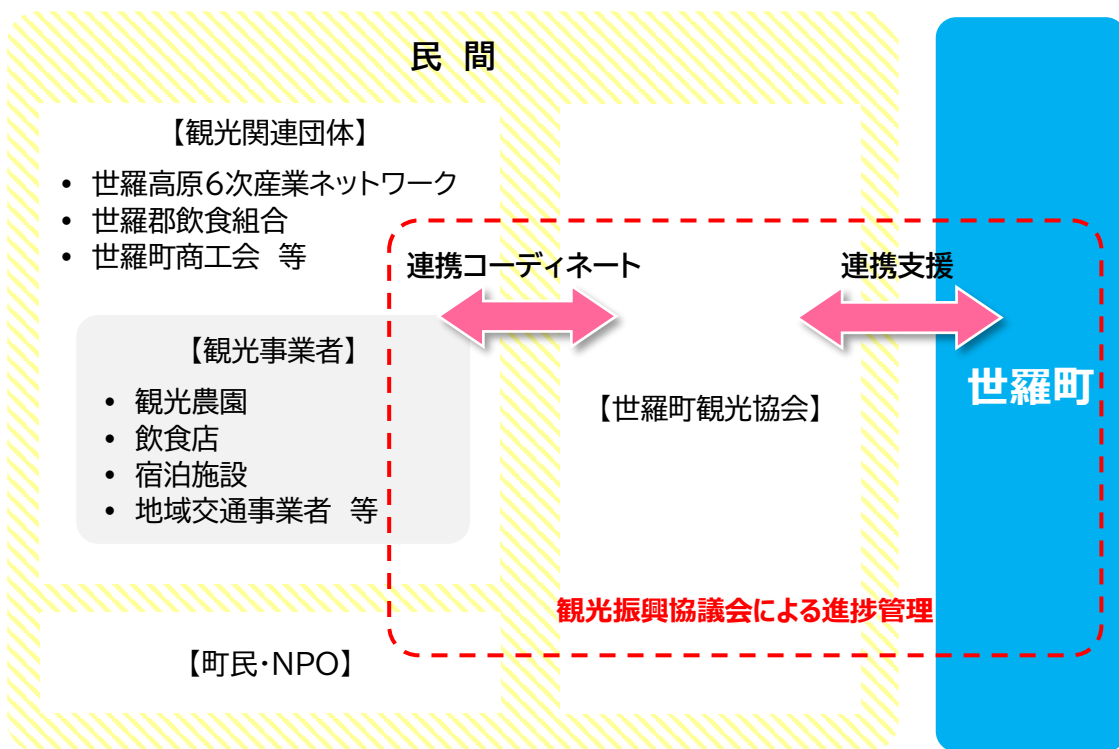 民 間
【観光関連団体】
• 世羅高原6次産業ネットワーク
• 世羅郡飲食組合
• 世羅町商工会 等
連携コーディネート
連携支援
【観光事業者】
• 観光農園
• 飲食店
• 宿泊施設
• 地域交通事業者 等
【世羅町観光協会】
世羅町
観光振興協議会による進捗管理
【町民・NPO】